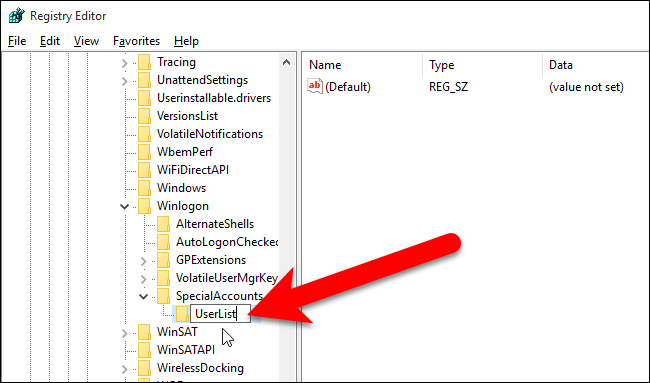 Registry Editor
File Edit View Favorites Help
Tracing
UnattendSettings
Userinstallable.drivers
VersionsList
VolatileNotifications
WbemPerf
WiFiDirectAPI
Windows
Winlogon
AlternateShells
AutoLogonChecked
GPExtensions
VolatileUserMgrKey
SpecialAccounts
UserList
WinSAT
WinSATAPI
WirelessDocking
Name Type Data
ab (Default) REG_SZ (value not set)